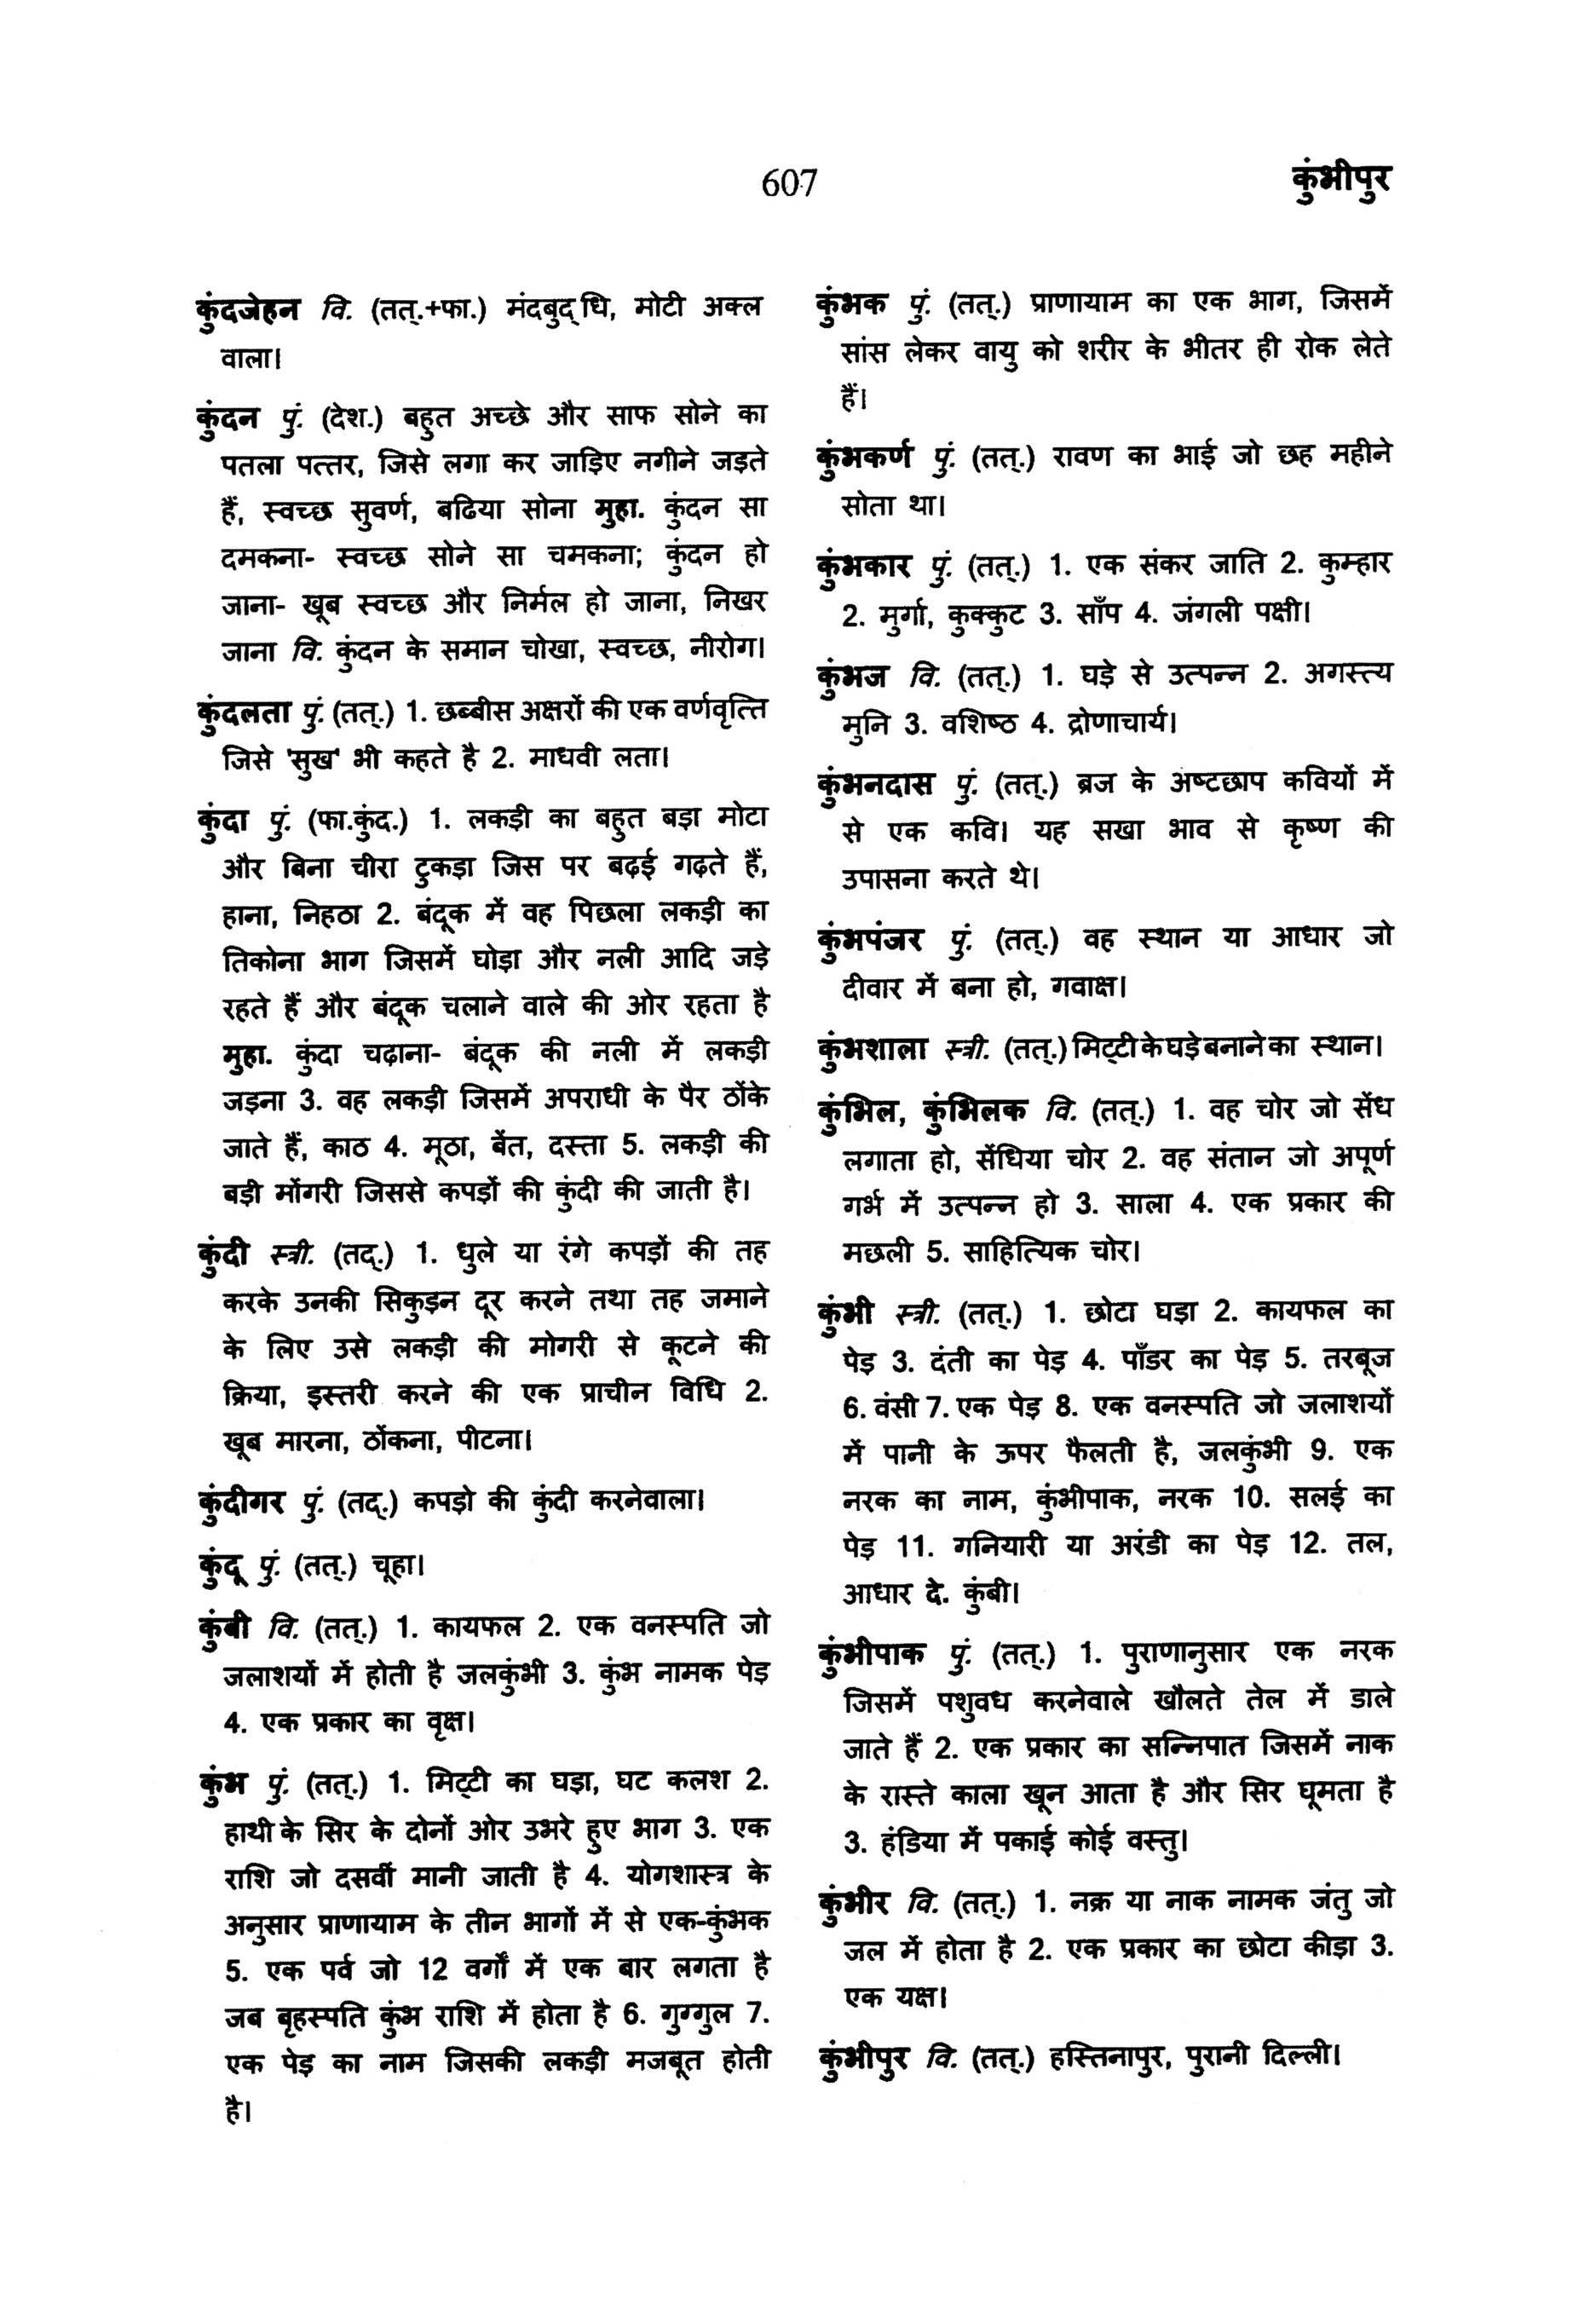 607
कुंभीपुर
कुंदजेहन वि. (तत्.+फा.) मंदबुद्धि, मोटी अक्ल
वाला।
कुंदन पुं. (देश.) बहुत अच्छे और साफ सोने का
पतला पत्तर, जिसे लगा कर जाड़िए नगीने जड़ते
हैं, स्वच्छ सुवर्ण, बढिया सोना मुहा. कुंदन सा
दमकना- स्वच्छ सोने सा चमकना; कुंदन हो
जाना- खूब स्वच्छ और निर्मल हो जाना, निखर
जाना वि. कुंदन के समान चोखा, स्वच्छ, नीरोग।
कुंदलता पुं. (तत्.) 1. छब्बीस अक्षरों की एक वर्णवृत्ति
जिसे 'सुख' भी कहते है 2. माधवी लता।
कुंदा पुं. (फा.कुंद.) 1. लकड़ी का बहुत बड़ा मोटा
और बिना चीरा टुकड़ा जिस पर बढ़ई गढ़ते हैं,
हाना, निहठा 2. बंदूक में वह पिछला लकड़ी का
तिकोना भाग जिसमें घोड़ा और नली आदि जड़े
रहते हैं और बंदूक चलाने वाले की ओर रहता है
मुहा. कुंदा चढ़ाना- बंदूक की नली में लकड़ी
जड़ना 3. वह लकड़ी जिसमें अपराधी के पैर ठोंके
जाते हैं, काठ 4. मूठा, बेंत, दस्ता 5. लकड़ी की
बड़ी मोंगरी जिससे कपड़ों की कुंदी की जाती है।
कुंदी स्त्री. (तद्.) 1. धुले या रंगे कपड़ों की तह
करके उनकी सिकुड़न दूर करने तथा तह जमाने
के लिए उसे लकड़ी की मोगरी से कूटने की
क्रिया, इस्तरी करने की एक प्राचीन विधि 2.
खूब मारना, ठोंकना, पीटना।
कुंदीगर पुं. (तद्.) कपड़ो की कुंदी करनेवाला।
कुंदू पुं. (तत्.) चूहा।
कुंबी वि. (तत्.) 1. कायफल 2. एक वनस्पति जो
जलाशयों में होती है जलकुंभी 3. कुंभ नामक पेड़
4. एक प्रकार का वृक्ष।
कुंभ पुं. (तत्.) 1. मिट्टी का घड़ा, घट कलश 2.
हाथी के सिर के दोनों ओर उभरे हुए भाग 3. एक
राशि जो दसवीं मानी जाती है 4. योगशास्त्र के
अनुसार प्राणायाम के तीन भागों में से एक-कुंभक
5. एक पर्व जो 12 वर्गों में एक बार लगता है
जब बृहस्पति कुंभ राशि में होता है 6. गुग्गुल 7.
एक पेड़ का नाम जिसकी लकड़ी मजबूत होती
है।
कुंभक पुं. (तत्.) प्राणायाम का एक भाग, जिसमें
सांस लेकर वायु को शरीर के भीतर ही रोक लेते
हैं।
कुंभकर्ण पुं. (तत्.) रावण का भाई जो छह महीने
सोता था।
कुंभकार पुं. (तत्.) 1. एक संकर जाति 2. कुम्हार
2. मुर्गा, कुक्कुट 3. साँप 4. जंगली पक्षी।
कुंभज वि. (तत्.) 1. घड़े से उत्पन्न 2. अगस्त्य
मुनि 3. वशिष्ठ 4. द्रोणाचार्य।
कुंभनदास पुं. (तत्.) ब्रज के अष्टछाप कवियों में
से एक कवि। यह सखा भाव से कृष्ण की
उपासना करते थे।
कुंभपंजर पुं. (तत्.) वह स्थान या आधार जो
दीवार में बना हो, गवाक्ष।
कुंभशाला स्त्री. (तत्.) मिट्टी के घड़े बनाने का स्थान।
कुंभिल, कुंभिलक वि. (तत्.) 1. वह चोर जो सेंध
लगाता हो, सेंधिया चोर 2. वह संतान जो अपूर्ण
गर्भ में उत्पन्न हो 3. साला 4. एक प्रकार की
मछली 5. साहित्यिक चोर।
कुंभी स्त्री. (तत्.) 1. छोटा घड़ा 2. कायफल का
पेड़ 3. दंती का पेड़ 4. पाँडर का पेड़ 5. तरबूज
6. वंसी 7. एक पेड़ 8. एक वनस्पति जो जलाशयों
में पानी के ऊपर फैलती है, जलकुंभी 9. एक
नरक का नाम, कुंभीपाक, नरक 10. सलई का
पेड़ 11. गनियारी या अरंडी का पेड़ 12. तल,
आधार दे. कुंबी।
कुंभीपाक पुं. (तत्.) 1. पुराणानुसार एक नरक
जिसमें पशुवध करनेवाले खौलते तेल में डाले
जाते हैं 2. एक प्रकार का सन्निपात जिसमें नाक
के रास्ते काला खून आता है और सिर घूमता है
3. हंडिया में पकाई कोई वस्तु।
कुंभीर वि. (तत्.) 1. नक्र या नाक नामक जंतु जो
जल में होता है 2. एक प्रकार का छोटा कीड़ा 3.
एक यक्ष।
कुंभीपुर वि. (तत्.) हस्तिनापुर, पुरानी दिल्ली।